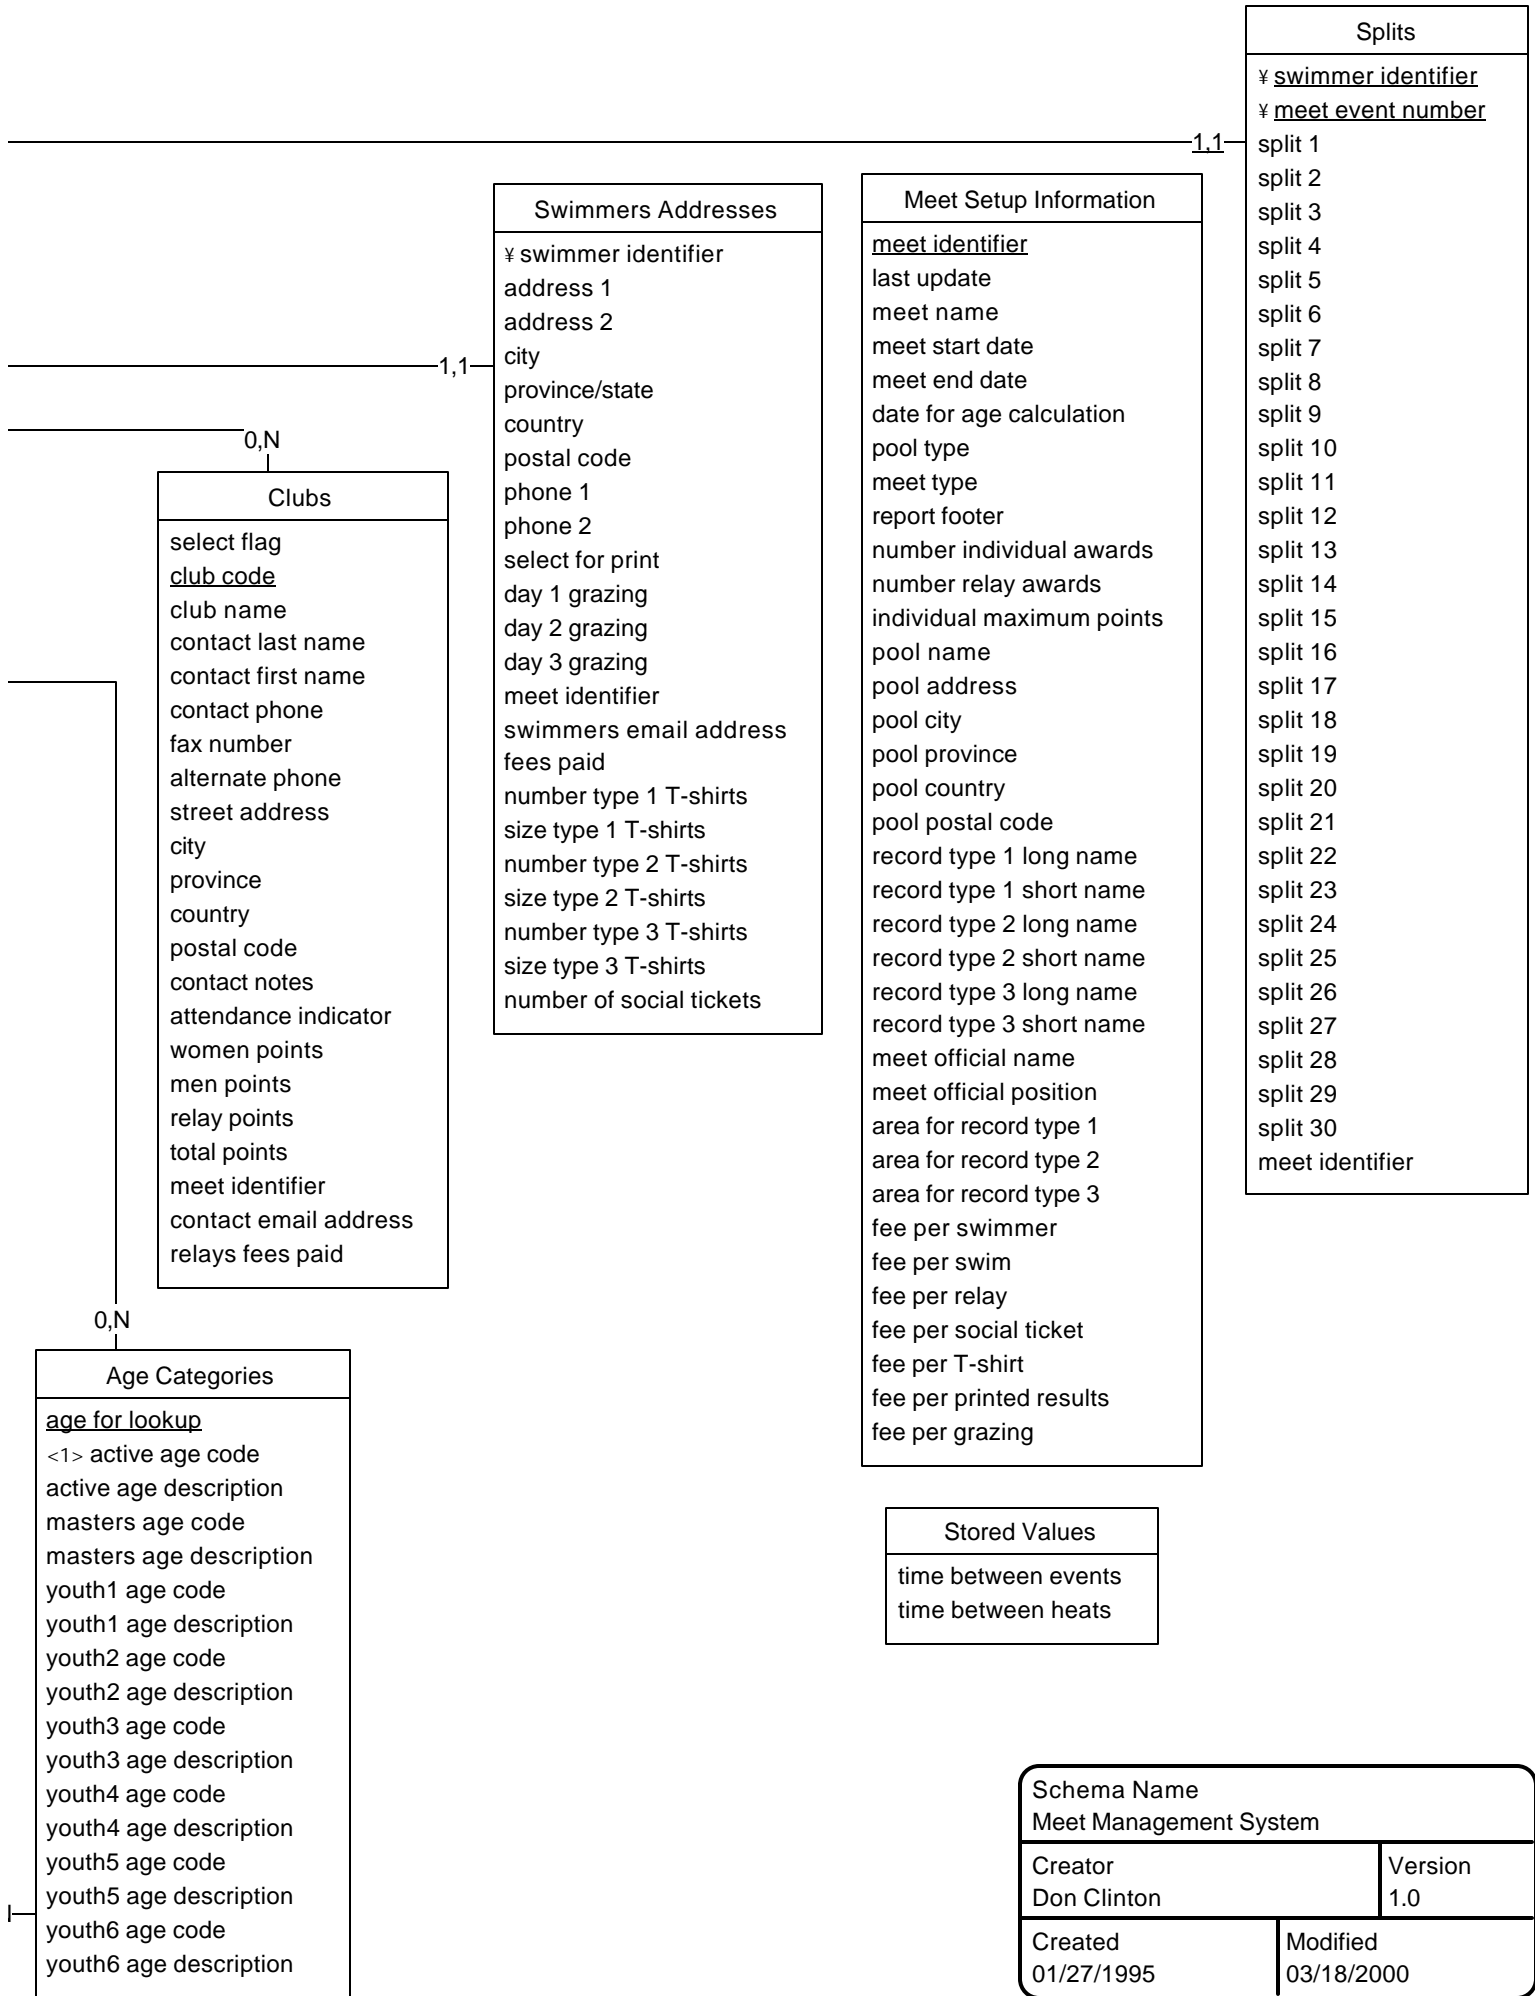 Splits
¥ swimmer identifier
¥ meet event number
split 1
split 2
split 3
split 4
split 5
split 6
split 7
split 8
split 9
split 10
split 11
split 12
split 13
split 14
split 15
split 16
split 17
split 18
split 19
split 20
split 21
split 22
split 23
split 24
split 25
split 26
split 27
split 28
split 29
split 30
meet identifier
1,1
Swimmers Addresses
¥ swimmer identifier
address 1
address 2
city
province/state
country
postal code
phone 1
phone 2
select for print
day 1 grazing
day 2 grazing
day 3 grazing
meet identifier
swimmers email address
fees paid
number type 1 T-shirts
size type 1 T-shirts
number type 2 T-shirts
size type 2 T-shirts
number type 3 T-shirts
size type 3 T-shirts
number of social tickets
1,1
Meet Setup Information
meet identifier
last update
meet name
meet start date
meet end date
date for age calculation
pool type
meet type
report footer
number individual awards
number relay awards
individual maximum points
pool name
pool address
pool city
pool province
pool country
pool postal code
record type 1 long name
record type 1 short name
record type 2 long name
record type 2 short name
record type 3 long name
record type 3 short name
meet official name
meet official position
area for record type 1
area for record type 2
area for record type 3
fee per swimmer
fee per swim
fee per relay
fee per social ticket
fee per T-shirt
fee per printed results
fee per grazing
0,N
Clubs
select flag
club code
club name
contact last name
contact first name
contact phone
fax number
alternate phone
street address
city
province
country
postal code
contact notes
attendance indicator
women points
men points
relay points
total points
meet identifier
contact email address
relays fees paid
0,N
Age Categories
age for lookup
<1> active age code
active age description
masters age code
masters age description
youth1 age code
youth1 age description
youth2 age code
youth2 age description
youth3 age code
youth3 age description
youth4 age code
youth4 age description
youth5 age code
youth5 age description
youth6 age code
youth6 age description
Stored Values
time between events
time between heats
Schema Name
Meet Management System
Creator
Don Clinton
Version
1.0
Created
01/27/1995
Modified
03/18/2000